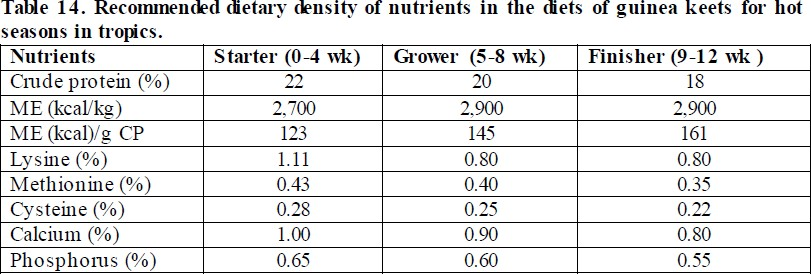 Table 14. Recommended dietary density of nutrients in the diets of guinea keets for hot
seasons in tropics.
Nutrients Starter (0-4 wk) Grower (5-8 wk) Finisher (9-12 wk )
Crude protein (%) 22 20 18
ME (kcal/kg) 2,700 2,900 2,900
ME (kcal)/g CP 123 145 161
Lysine (%) 1.11 0.80 0.80
Methionine (%) 0.43 0.40 0.35
Cysteine (%) 0.28 0.25 0.22
Calcium (%) 1.00 0.90 0.80
Phosphorus (%) 0.65 0.60 0.55